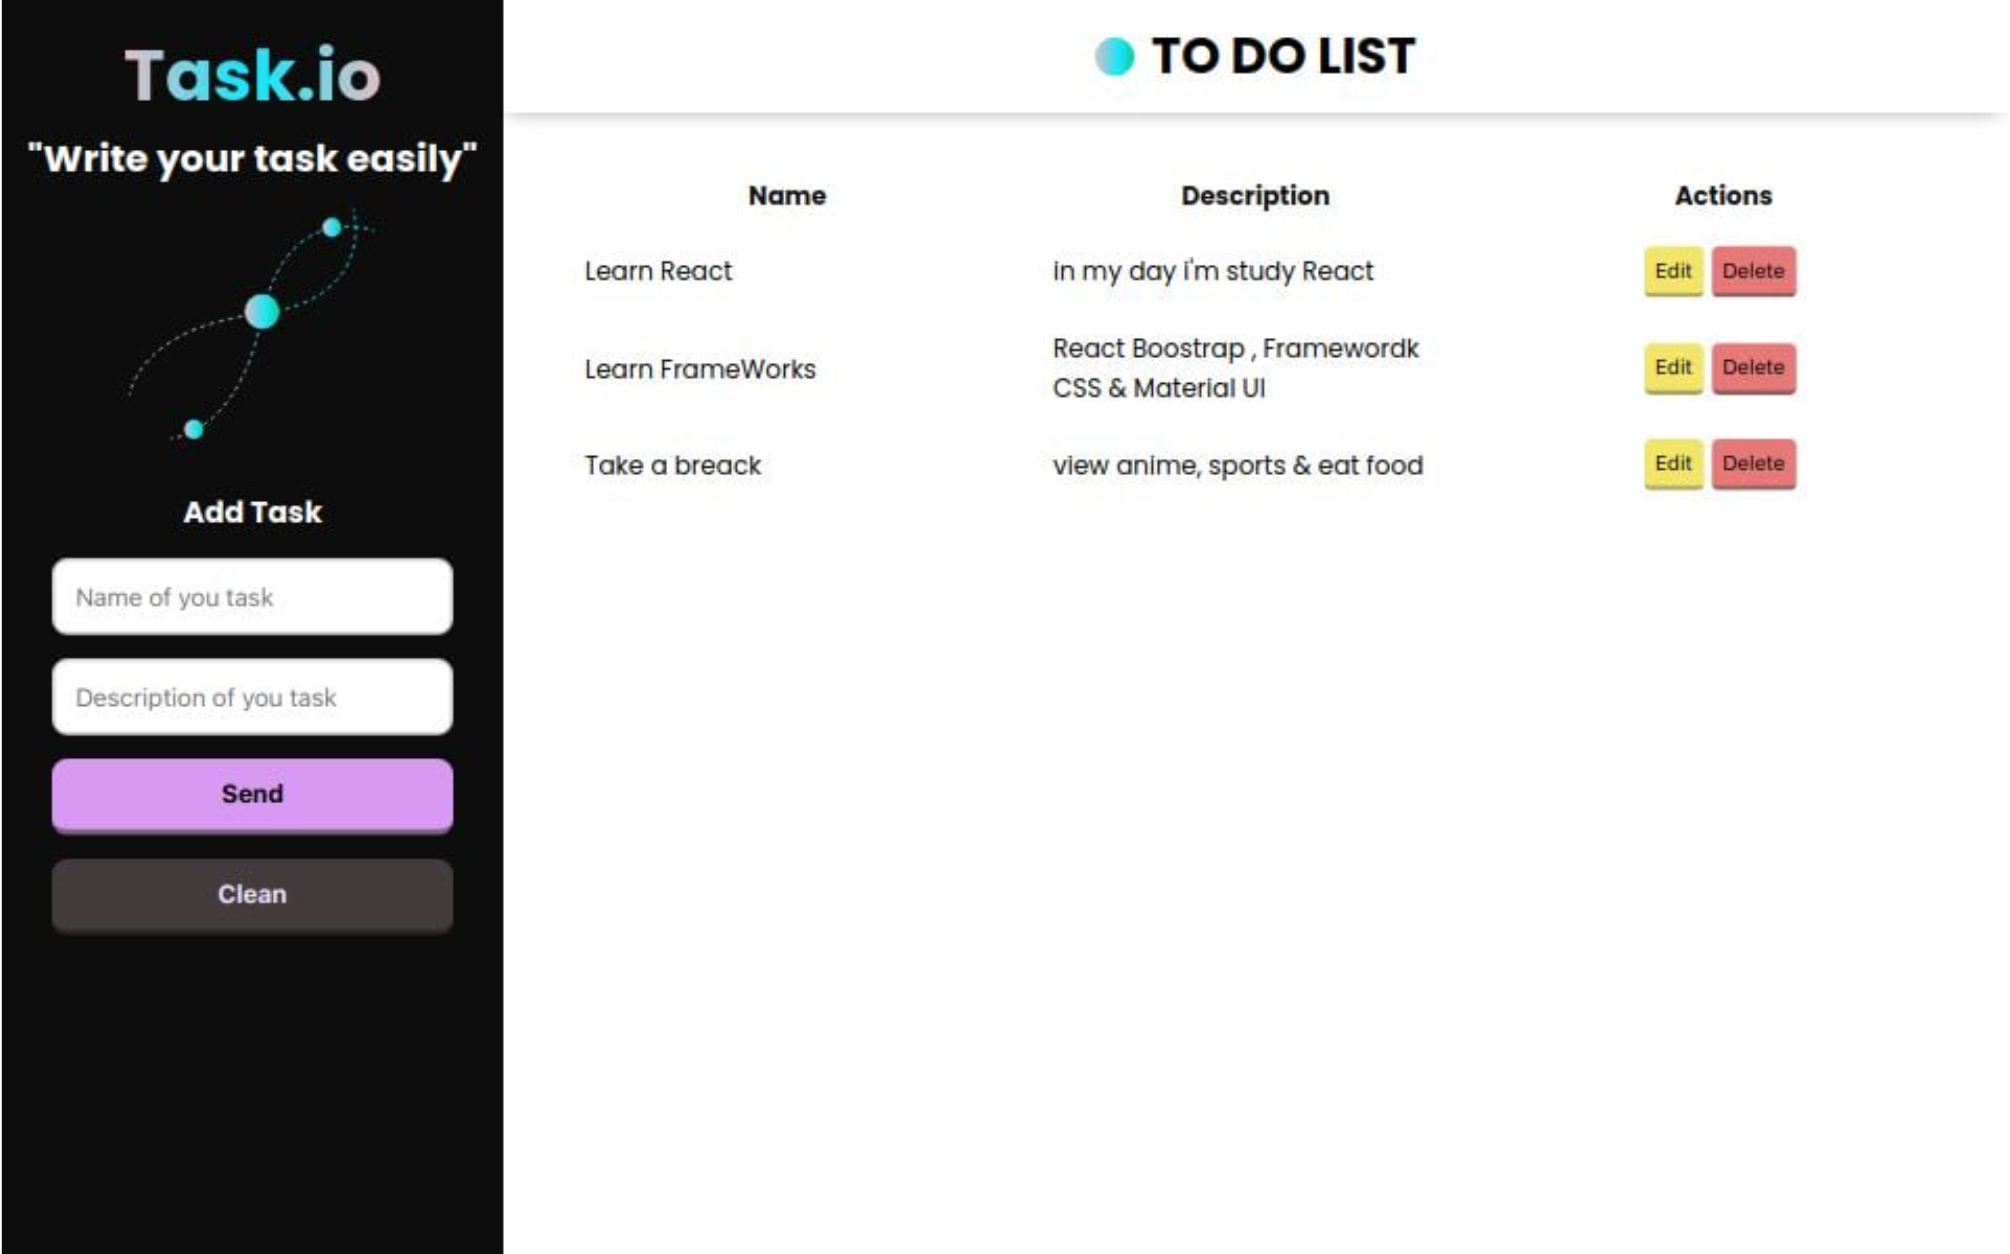 Task.io
"Write your task easily"
Add Task
Name of you task
Description of you task
Send
Clean
TO DO LIST
Name Description Actions
Learn React in my day i'm study React Edit Delete
Learn FrameWorks React Boostrap , Framewordk CSS & Material UI Edit Delete
Take a breack view anime, sports & eat food Edit Delete